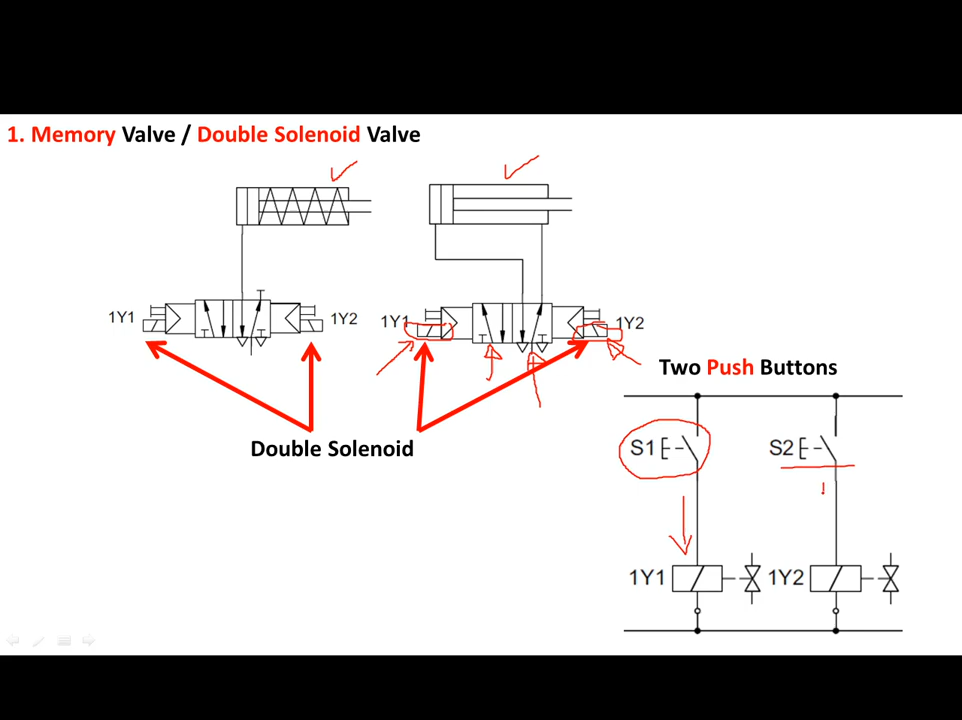 1. Memory Valve / Double Solenoid Valve
1Y1
1Y2
1Y1
1Y2
Two Push Buttons
Double Solenoid
S1
S2
1Y1
1Y2